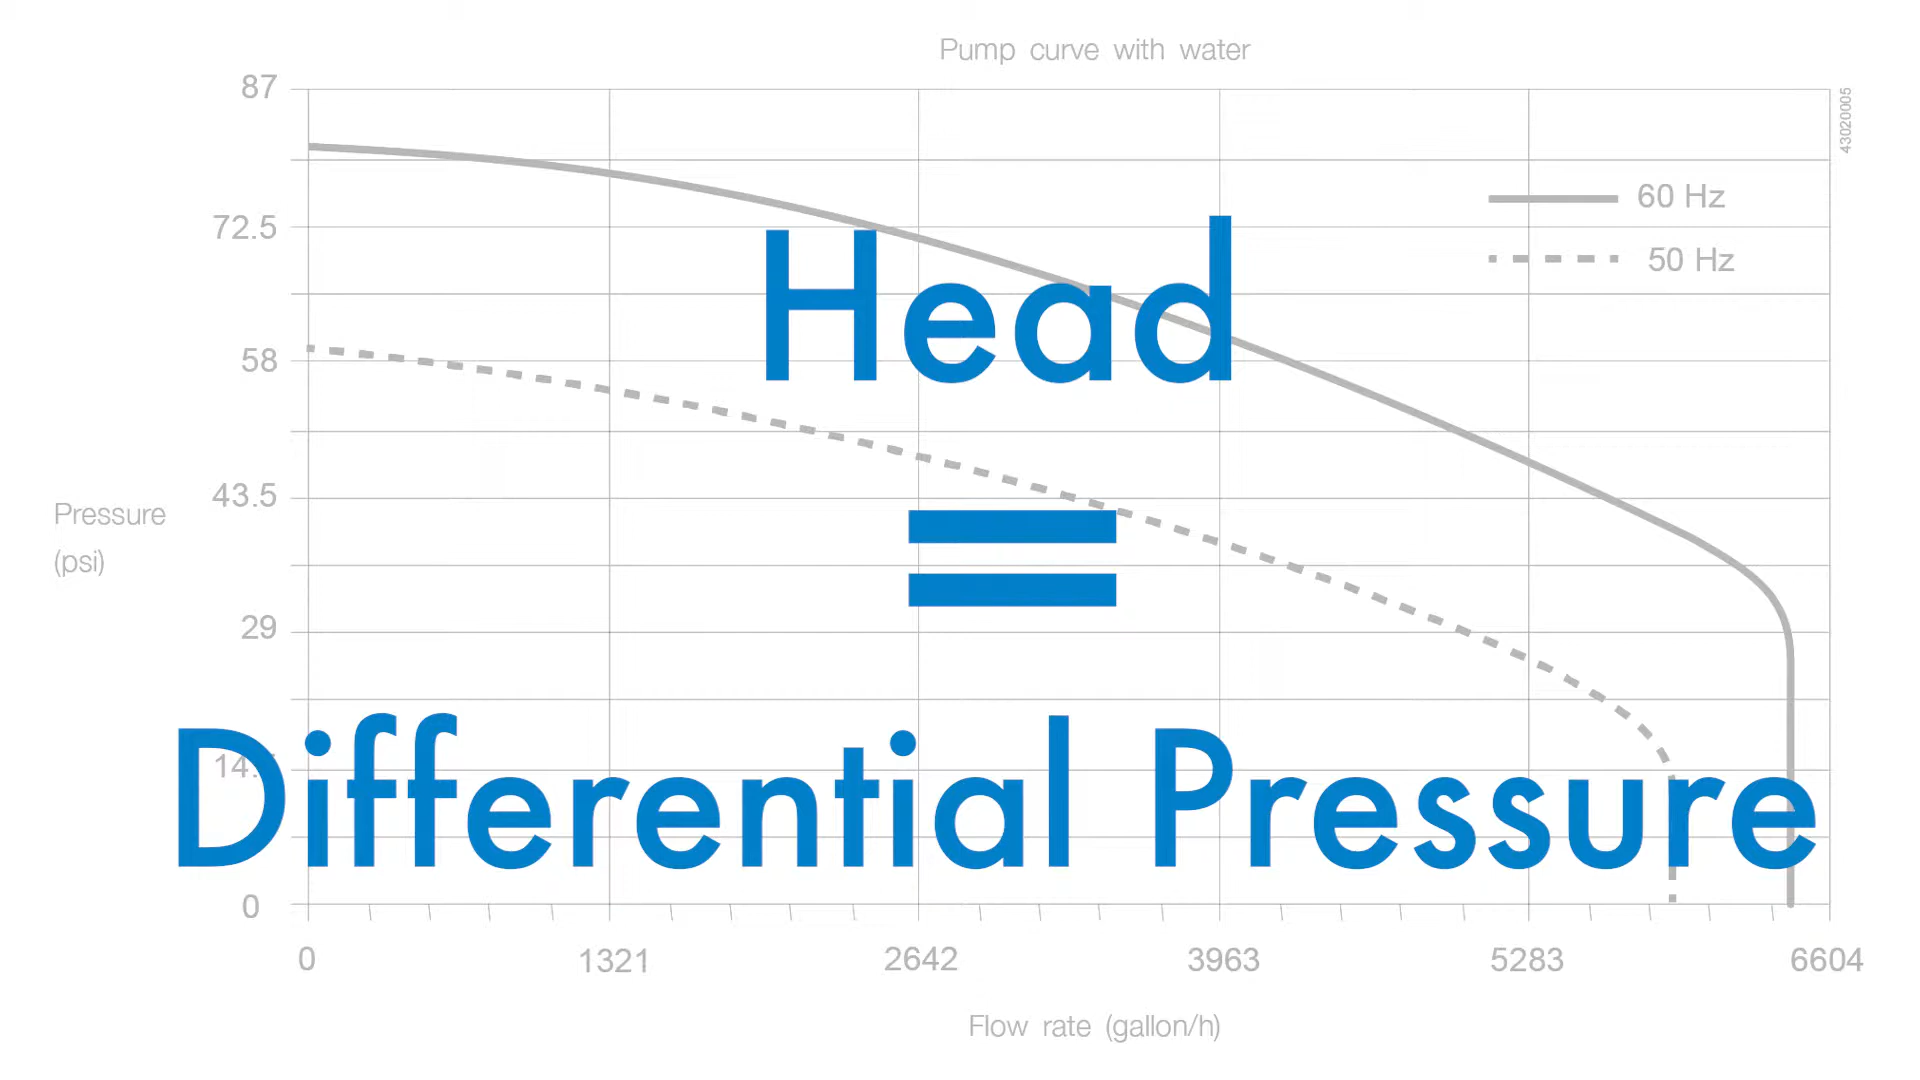 Pump curve with water
87
43020005
60 Hz
72.5
Head
50 Hz
58
43.5
Pressure
(psi)
=
29
Differential Pressure
0
0 1321 2642 3963 5283 6604
Flow rate (gallon/h)